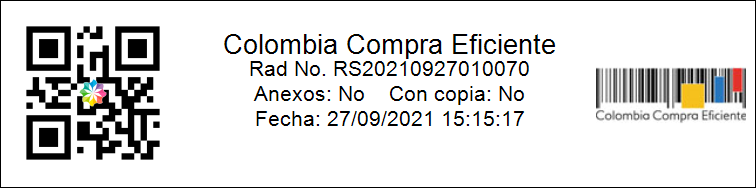 Colombia Compra Eficiente
Rad No. RS20210927010070
Anexos: No    Con copia: No
Fecha: 27/09/2021 15:15:17
Colombia Compra Eficiente